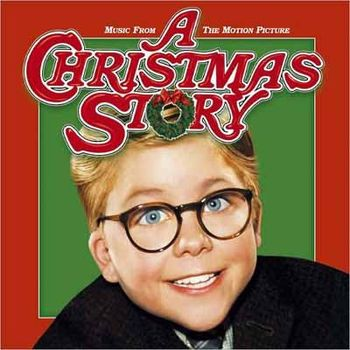 Music From The Motion Picture
A
CHRISTMAS
STORY